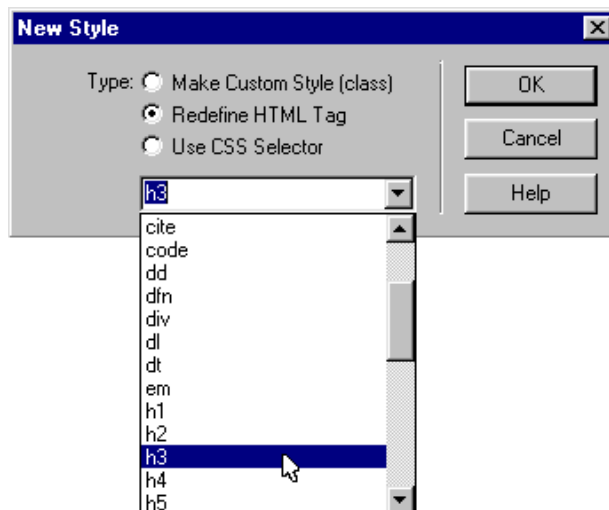 New Style
Type: Make Custom Style (class)
Redefine HTML Tag
Use CSS Selector
OK
Cancel
Help
h3
cite
code
dd
dfn
div
dl
dt
em
h1
h2
h3
h4
h5